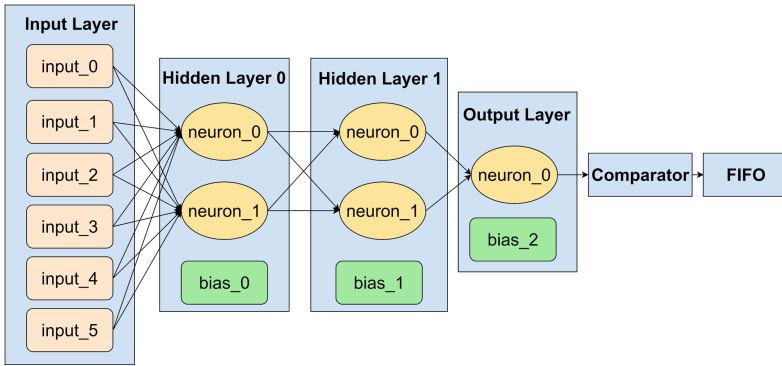 Input Layer
input_0
input_1
input_2
input_3
input_4
input_5
Hidden Layer 0
neuron_0
neuron_1
bias_0
Hidden Layer 1
neuron_0
neuron_1
bias_1
Output Layer
neuron_0
bias_2
Comparator
FIFO